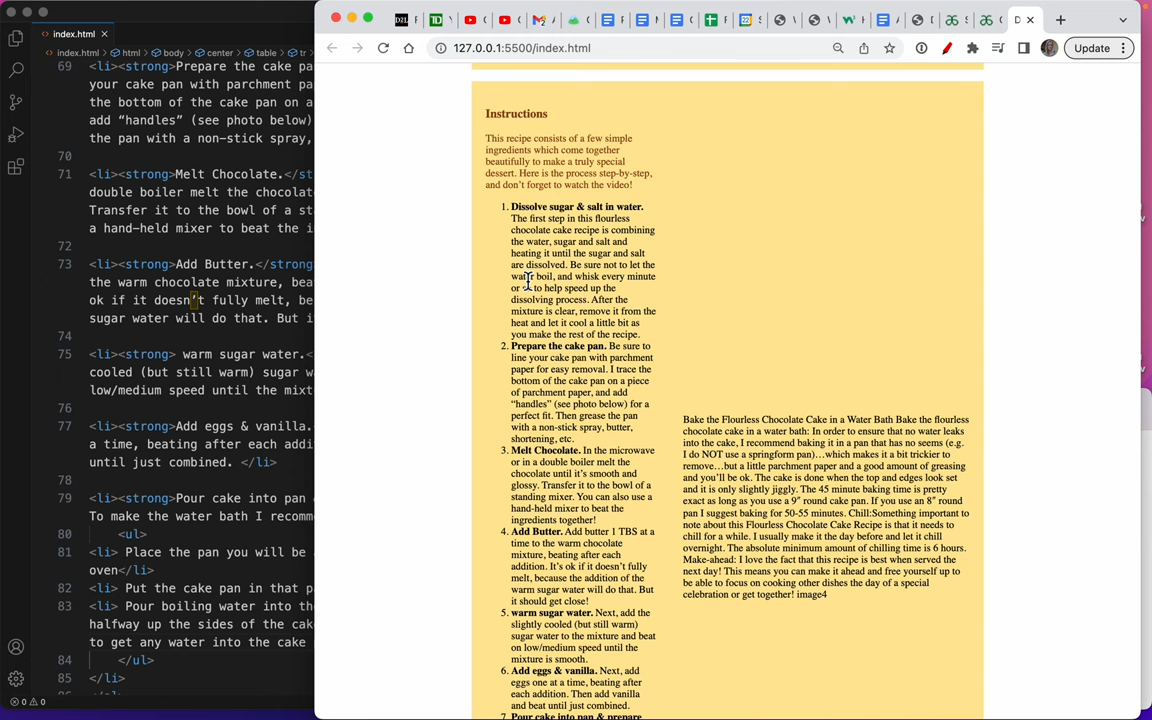 index.html
index.html > html > body > center > table > tr
69 <li><strong>Prepare the cake pa
your cake pan with parchment pa
the bottom of the cake pan on a
add “handles” (see photo below)
the pan with a non-stick spray,
70
71 <li><strong>Melt Chocolate.</st
double boiler melt the chocolat
Transfer it to the bowl of a st
a hand-held mixer to beat the i
72
73 <li><strong>Add Butter.</strong
the warm chocolate mixture, bea
ok if it doesn’t fully melt, be
sugar water will do that. But i
74
75 <li><strong> warm sugar water.<
cooled (but still warm) sugar w
low/medium speed until the mixt
76
77 <li><strong>Add eggs & vanilla.
a time, beating after each addi
until just combined. </li>
78
79 <li><strong>Pour cake into pan
To make the water bath I recomm
80 <ul>
81 <li> Place the pan you will be
oven</li>
82 <li> Put the cake pan in that p
83 <li> Pour boiling water into th
halfway up the sides of the cak
to get any water into the cake
84 </ul>
85 </li>
0 0
D2L
TD
127.0.0.1:5500/index.html
Update
Instructions
This recipe consists of a few simple
ingredients which come together
beautifully to make a truly special
dessert. Here is the process step-by-step,
and don’t forget to watch the video!
1. Dissolve sugar & salt in water.
The first step in this flourless
chocolate cake recipe is combining
the water, sugar and salt and
heating it until the sugar and salt
are dissolved. Be sure not to let the
water boil, and whisk every minute
or to help speed up the
dissolving process. After the
mixture is clear, remove it from the
heat and let it cool a little bit as
you make the rest of the recipe.
2. Prepare the cake pan. Be sure to
line your cake pan with parchment
paper for easy removal. I trace the
bottom of the cake pan on a piece
of parchment paper, and add
“handles” (see photo below) for a
perfect fit. Then grease the pan
with a non-stick spray, butter,
shortening, etc.
3. Melt Chocolate. In the microwave
or in a double boiler melt the
chocolate until it’s smooth and
glossy. Transfer it to the bowl of a
standing mixer. You can also use a
hand-held mixer to beat the
ingredients together!
4. Add Butter. Add butter 1 TBS at a
time to the warm chocolate
mixture, beating after each
addition. It’s ok if it doesn’t fully
melt, because the addition of the
warm sugar water will do that. But
it should get close!
5. warm sugar water. Next, add the
slightly cooled (but still warm)
sugar water to the mixture and beat
on low/medium speed until the
mixture is smooth.
6. Add eggs & vanilla. Next, add
eggs one at a time, beating after
each addition. Then add vanilla
and beat until just combined.
7. Pour cake into pan & prepare
Bake the Flourless Chocolate Cake in a Water Bath Bake the flourless
chocolate cake in a water bath: In order to ensure that no water leaks
into the cake, I recommend baking it in a pan that has no seems (e.g.
I do NOT use a springform pan)…which makes it a bit trickier to
remove…but a little parchment paper and a good amount of greasing
and you’ll be ok. The cake is done when the top and edges look set
and it is only slightly jiggly. The 45 minute baking time is pretty
exact as long as you use a 9″ round cake pan. If you use an 8″ round
pan I suggest baking for 50-55 minutes. Chill:Something important to
note about this Flourless Chocolate Cake Recipe is that it needs to
chill for a while. I usually make it the day before and let it chill
overnight. The absolute minimum amount of chilling time is 6 hours.
Make-ahead: I love the fact that this recipe is best when served the
next day! This means you can make it ahead and free yourself up to
be able to focus on cooking other dishes the day of a special
celebration or get together! image4